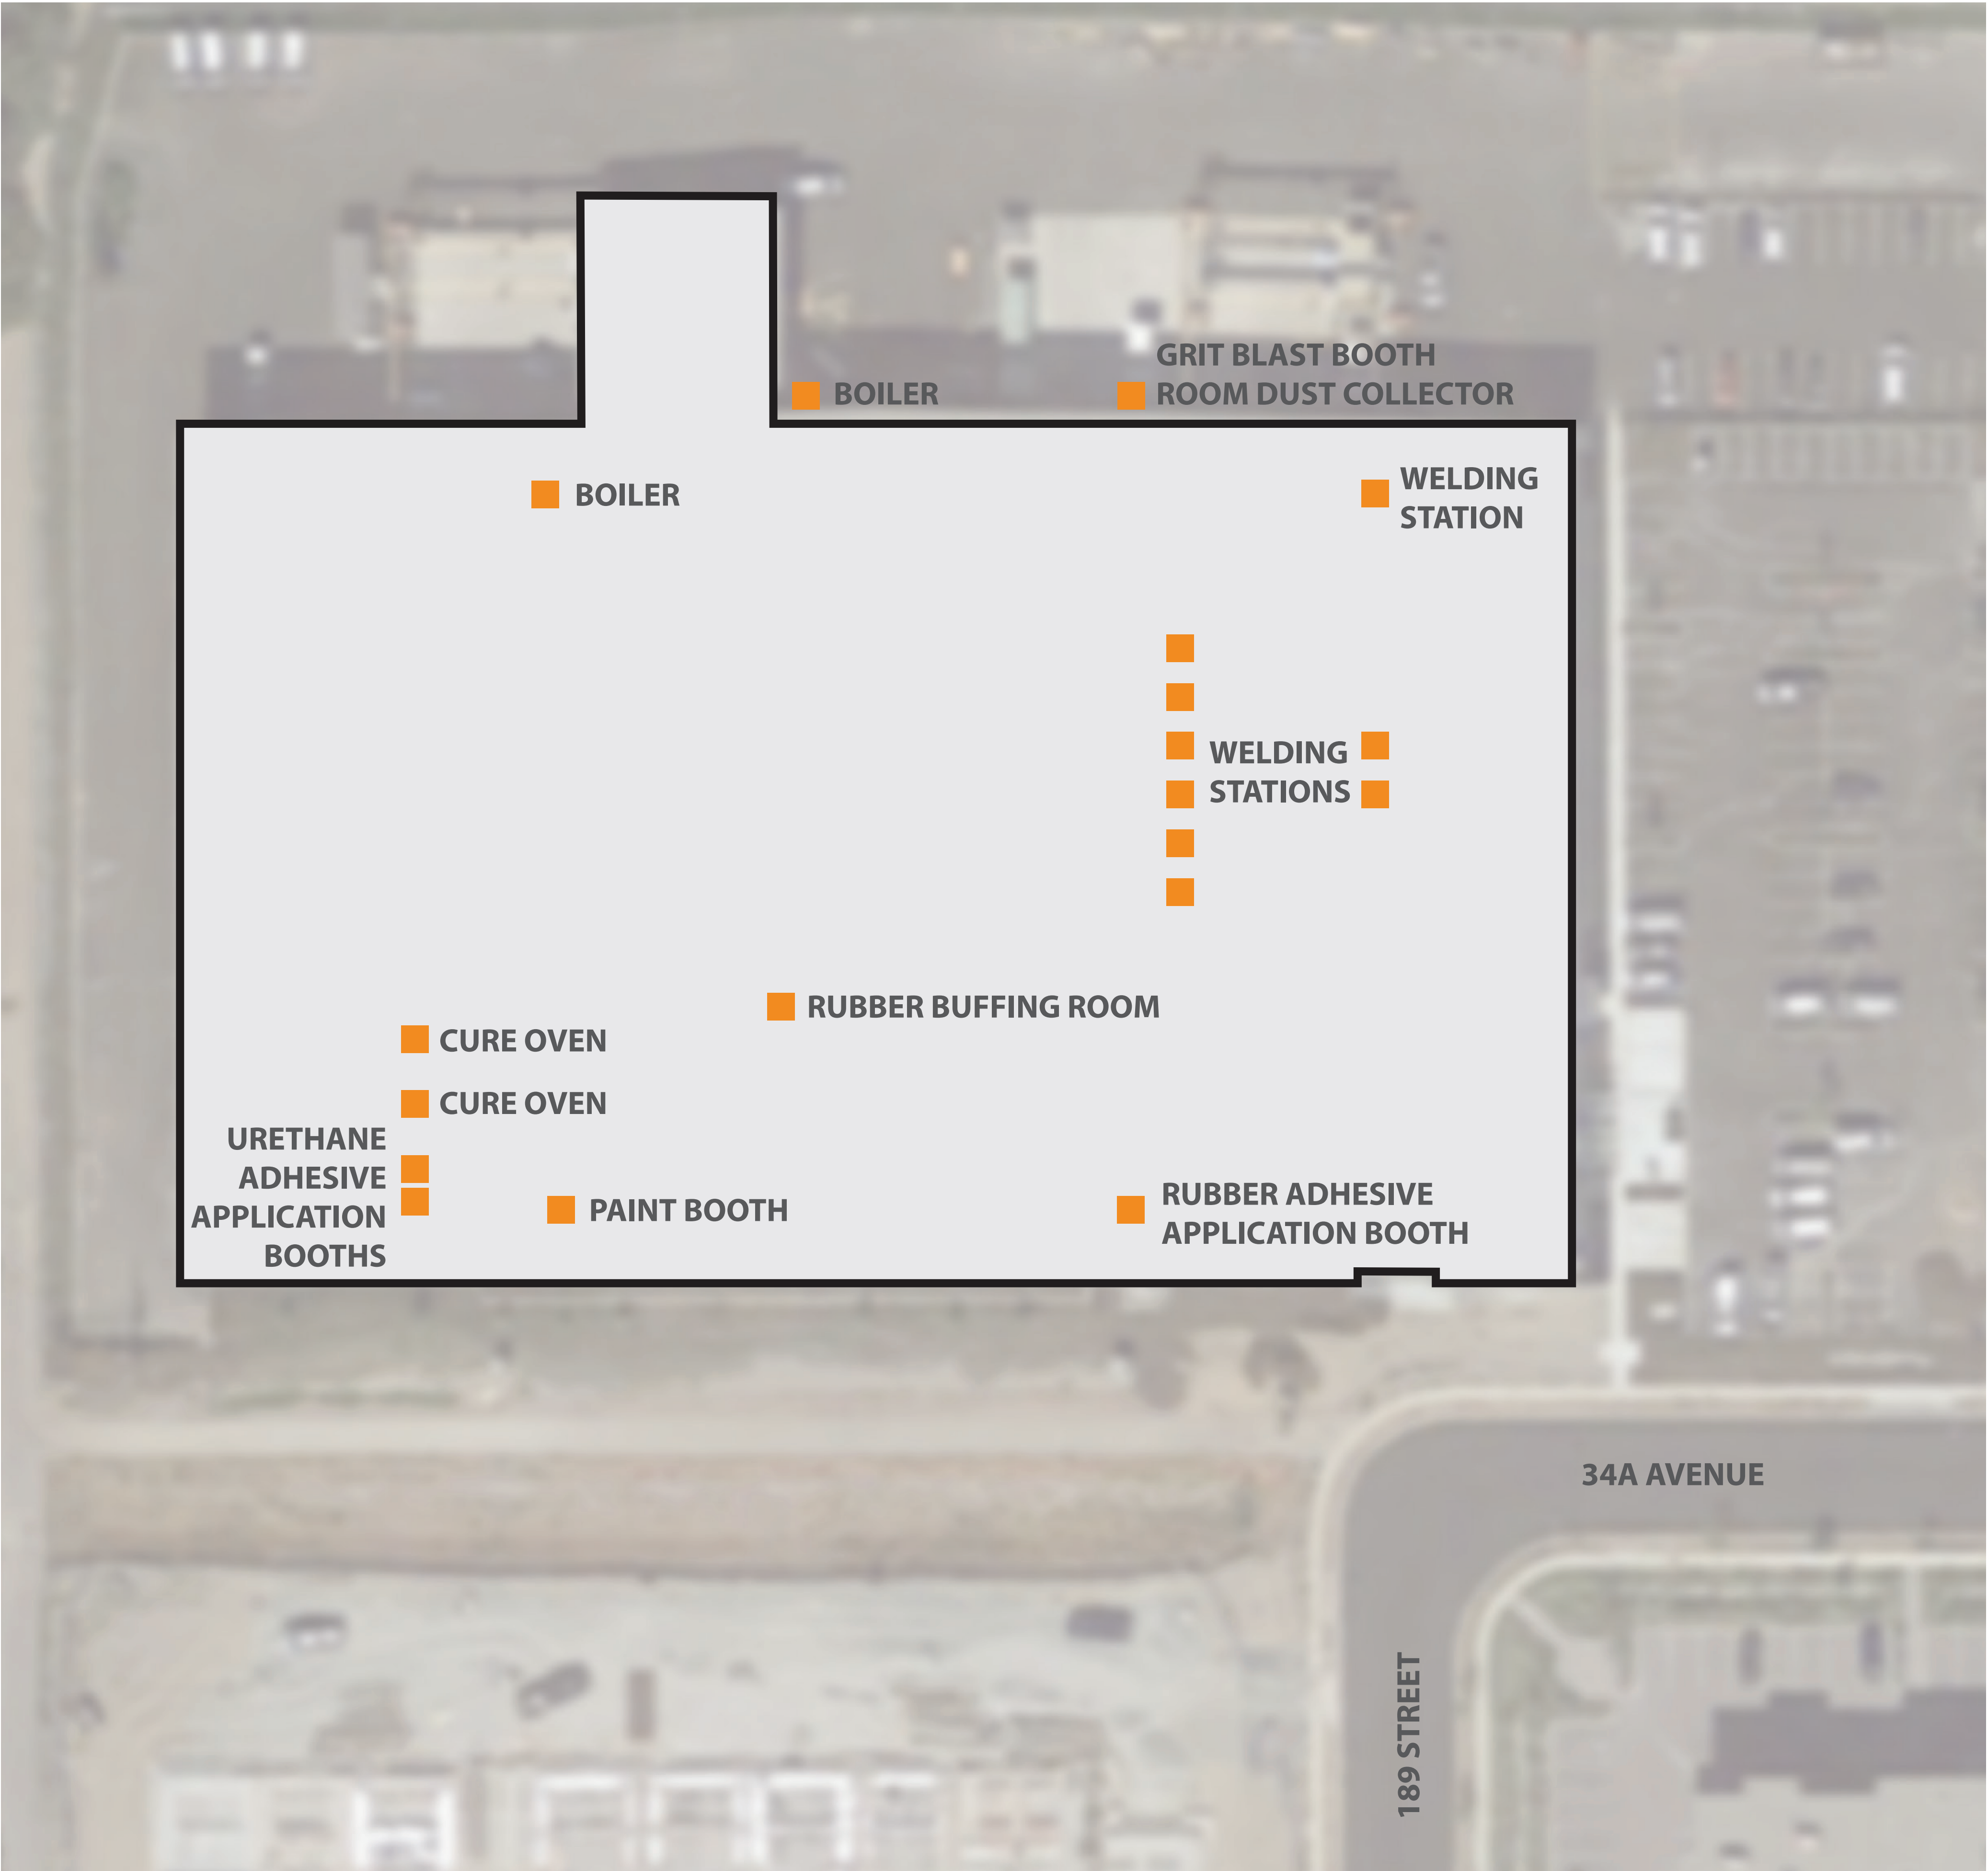 GRIT BLAST BOOTH
BOILER
ROOM DUST COLLECTOR
BOILER
WELDING
STATION
WELDING
STATIONS
RUBBER BUFFING ROOM
CURE OVEN
CURE OVEN
URETHANE
ADHESIVE
APPLICATION
BOOTHS
PAINT BOOTH
RUBBER ADHESIVE
APPLICATION BOOTH
34A AVENUE
189 STREET